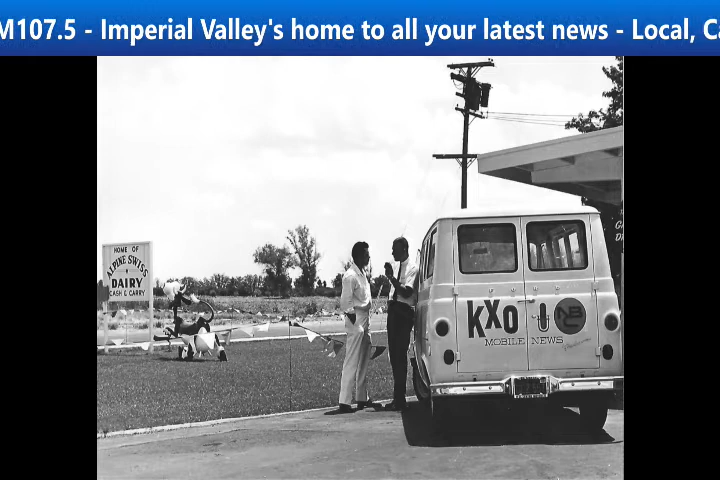 M107.5 - Imperial Valley's home to all your latest news - Local, Ca
HOME OF
ALPINE SWISS
DAIRY
CASH & CARRY
KXO
NBC
MOBILE NEWS